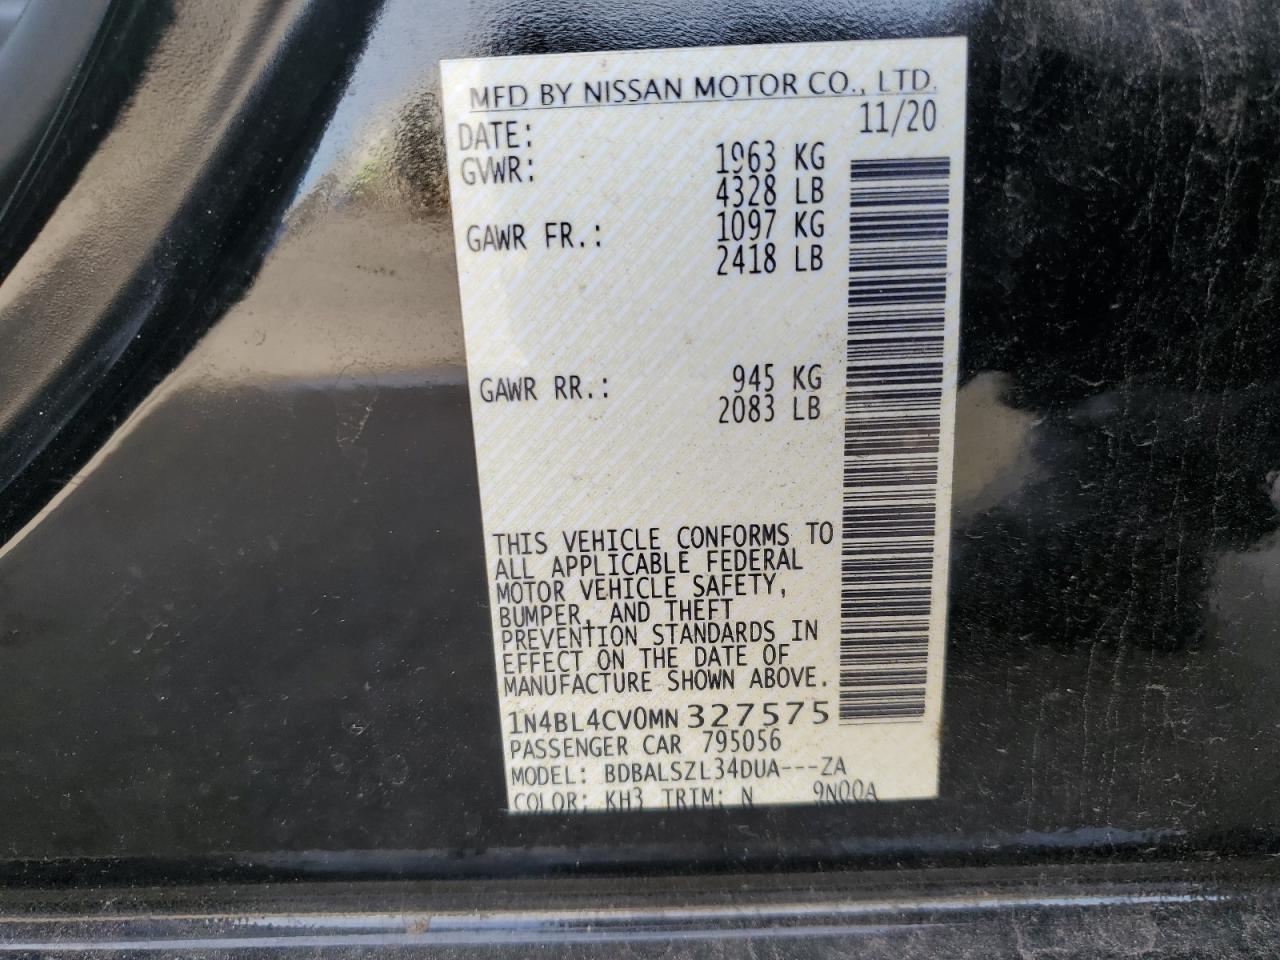 MFD BY NISSAN MOTOR CO., LTD.
DATE: 11/20
GVWR: 1963 KG
4328 LB
GAWR FR.: 1097 KG
2418 LB
GAWR RR.: 945 KG
2083 LB
THIS VEHICLE CONFORMS TO
ALL APPLICABLE FEDERAL
MOTOR VEHICLE SAFETY,
BUMPER, AND THEFT
PREVENTION STANDARDS IN
EFFECT ON THE DATE OF
MANUFACTURE SHOWN ABOVE.
1N4BL4CV0MN327575
PASSENGER CAR 795056
MODEL: BDBALSZL34DUA---ZA
COLOR: KH3 TRIM: N 9N00A